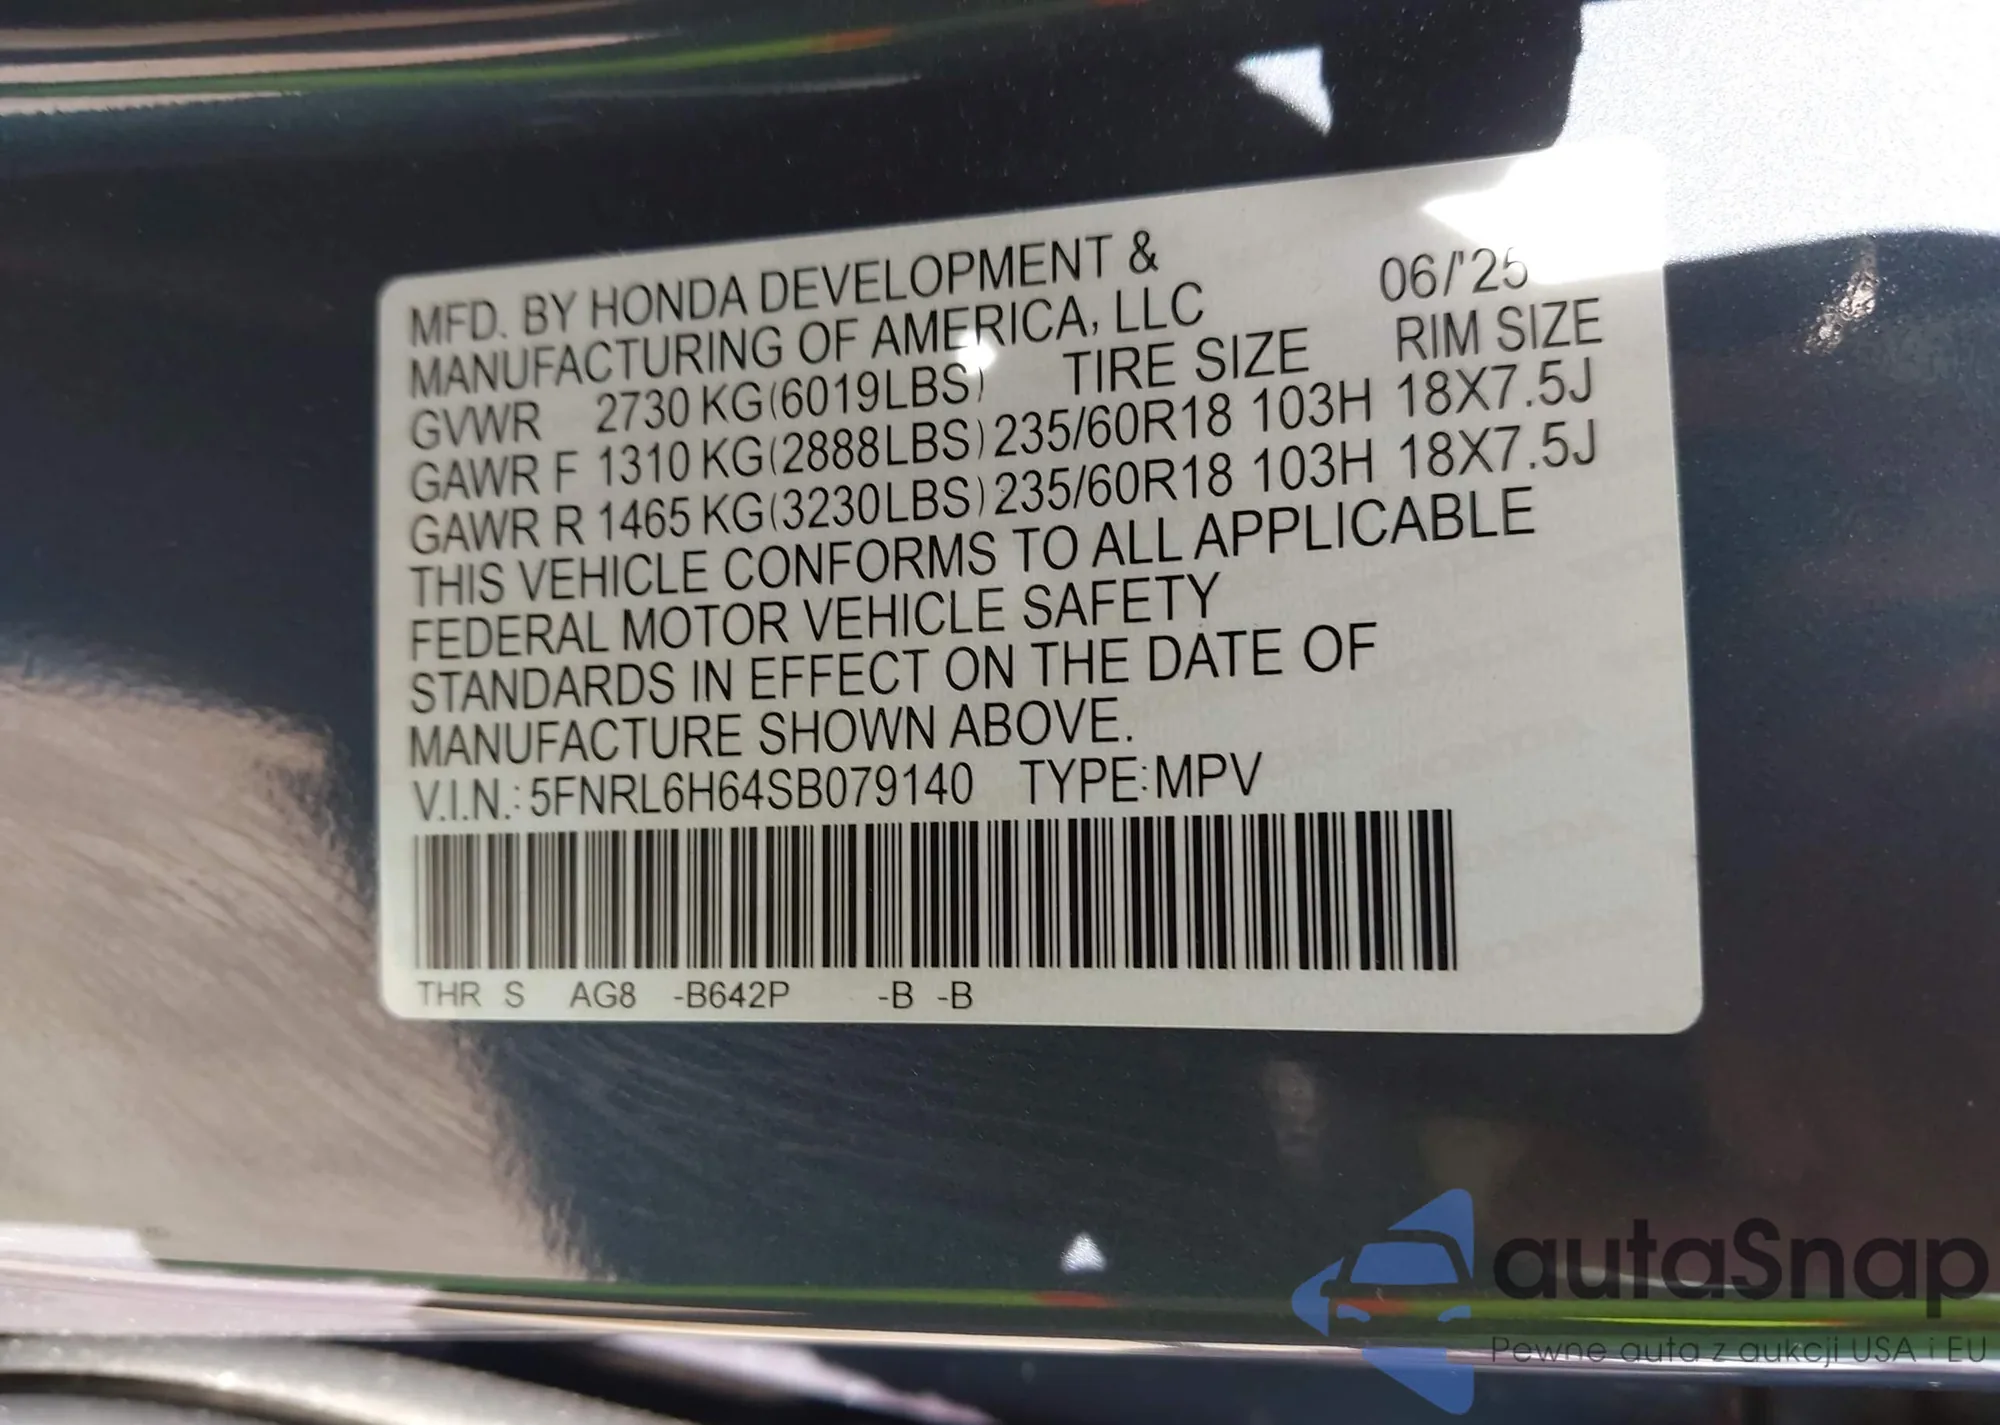 MFD. BY HONDA DEVELOPMENT & 06/'25
MANUFACTURING OF AMERICA, LLC
GVWR 2730 KG(6019LBS) TIRE SIZE RIM SIZE
GAWR F 1310 KG(2888LBS) 235/60R18 103H 18X7.5J
GAWR R 1465 KG(3230LBS) 235/60R18 103H 18X7.5J
THIS VEHICLE CONFORMS TO ALL APPLICABLE
FEDERAL MOTOR VEHICLE SAFETY
STANDARDS IN EFFECT ON THE DATE OF
MANUFACTURE SHOWN ABOVE.
V.I.N.: 5FNRL6H64SB079140 TYPE:MPV
THR S AG8 -B642P -B -B
autaSnap
Pewne auta z aukcji USA i EU